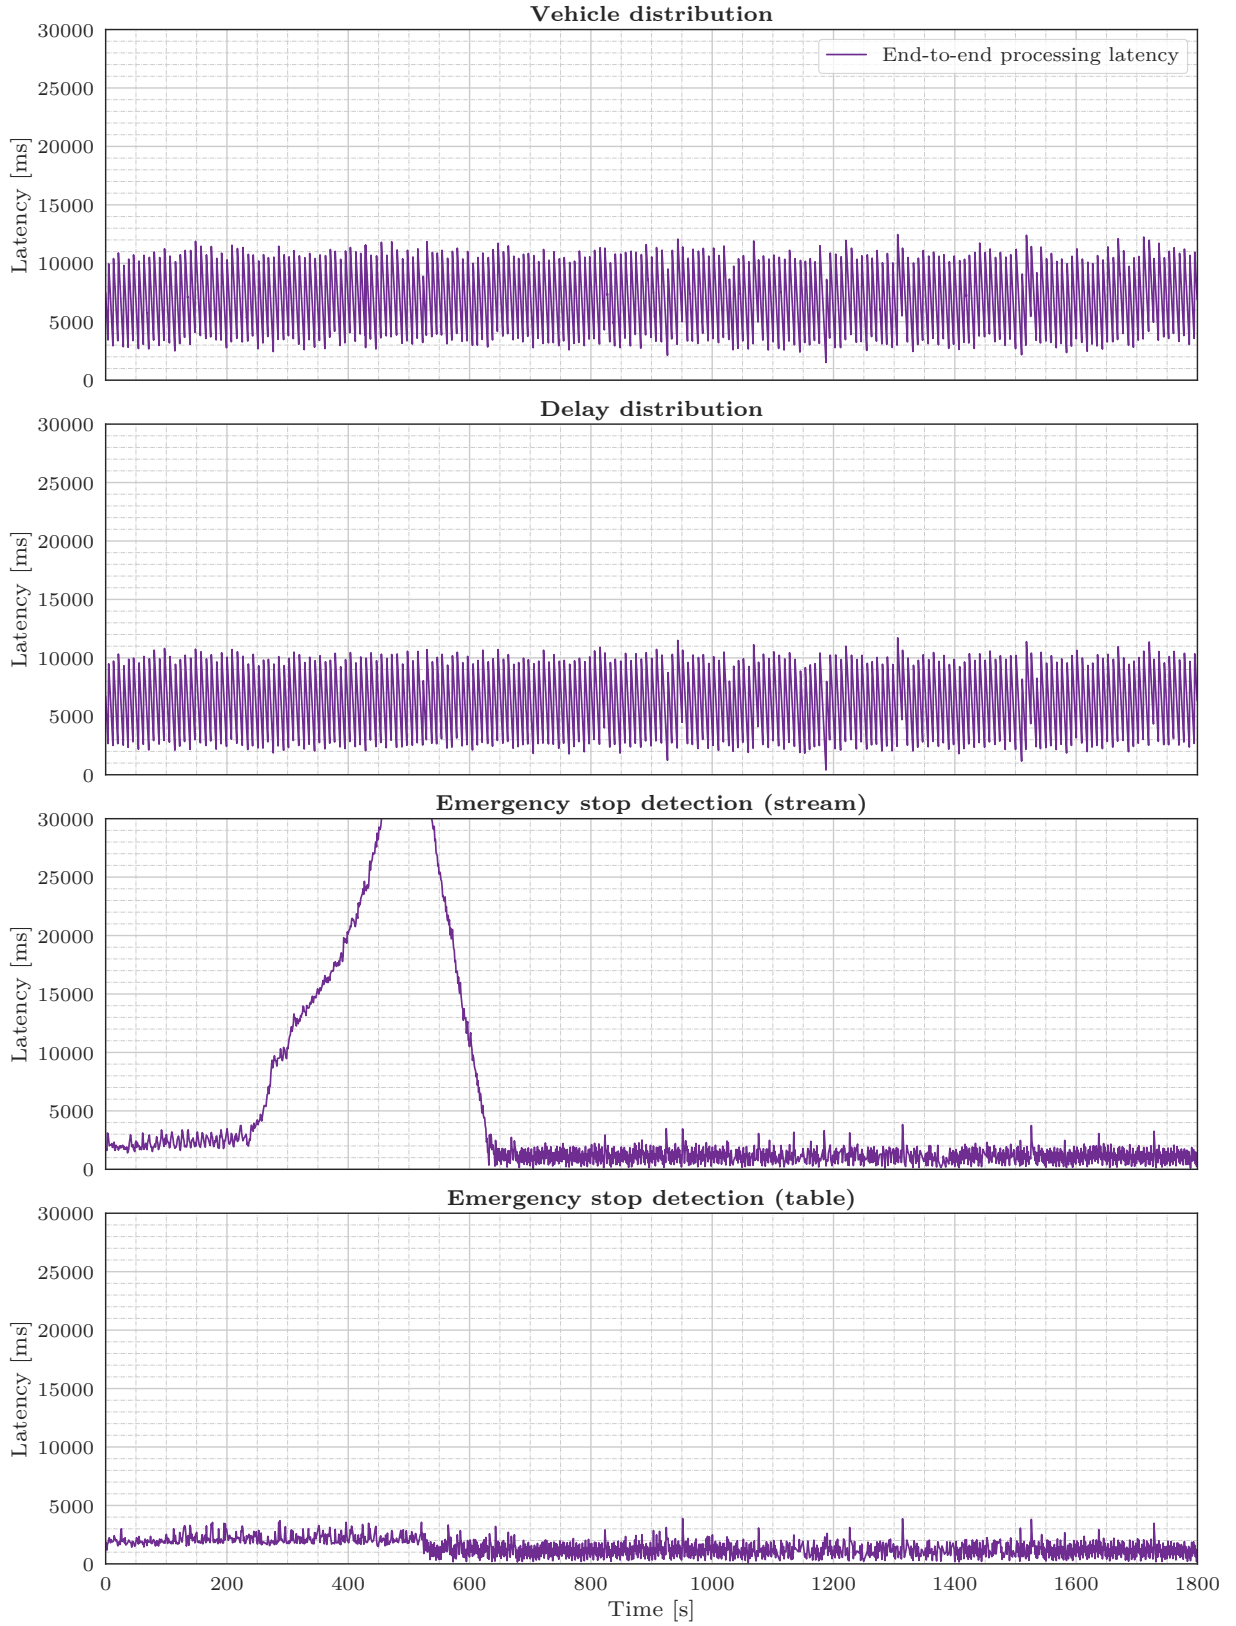 Vehicle distribution
End-to-end processing latency
Latency [ms]
30000
25000
20000
15000
10000
5000
0
Delay distribution
Latency [ms]
30000
25000
20000
15000
10000
5000
0
Emergency stop detection (stream)
Latency [ms]
30000
25000
20000
15000
10000
5000
0
Emergency stop detection (table)
Latency [ms]
30000
25000
20000
15000
10000
5000
0
0 200 400 600 800 1000 1200 1400 1600 1800
Time [s]